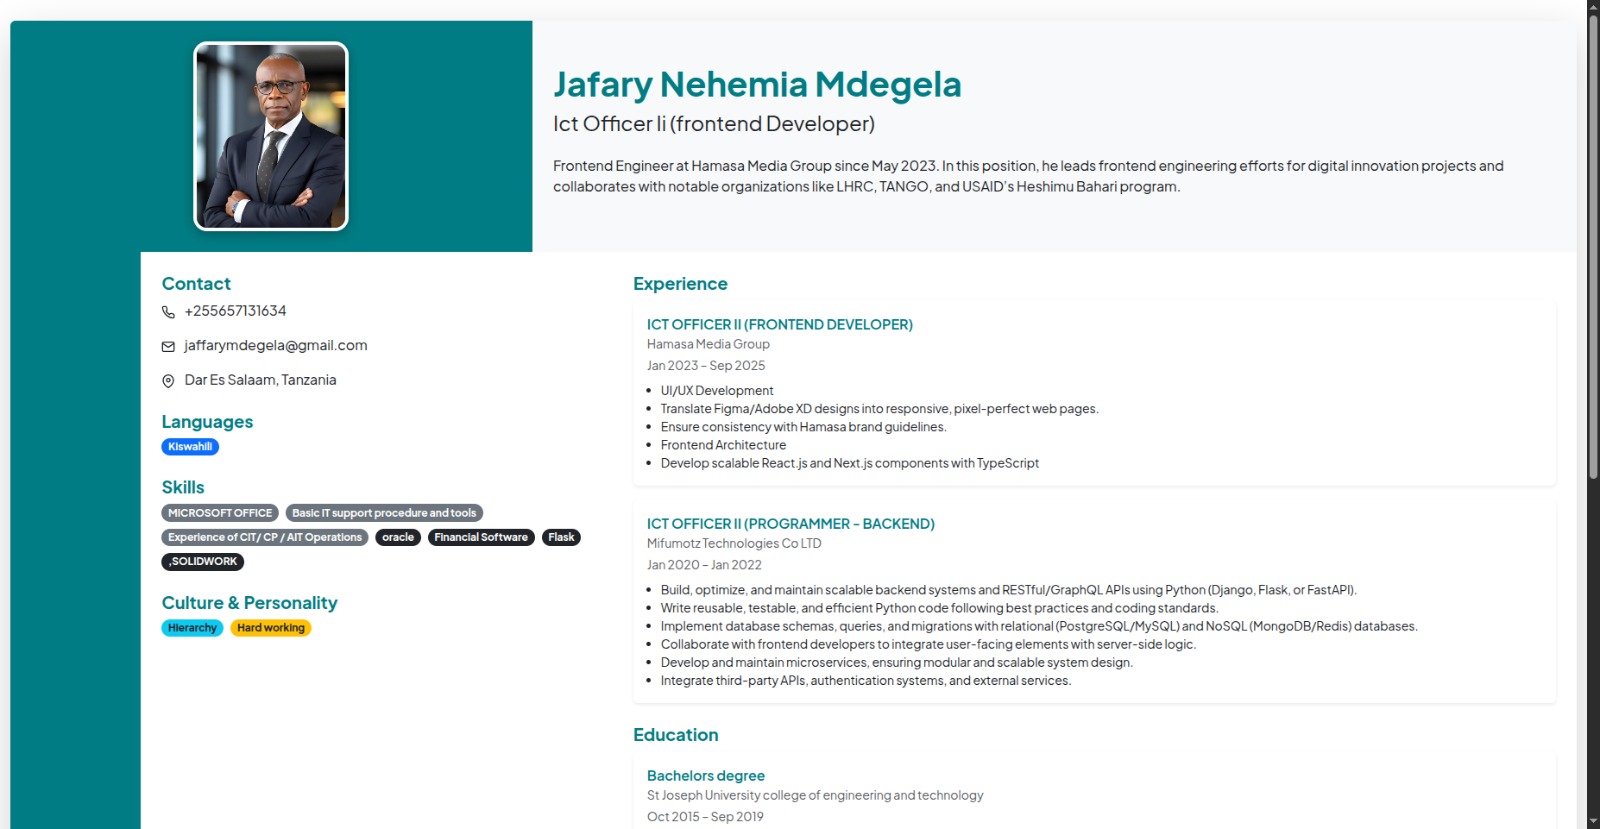 Jafary Nehemia Mdegela
Ict Officer Ii (frontend Developer)
Frontend Engineer at Hamasa Media Group since May 2023. In this position, he leads frontend engineering efforts for digital innovation projects and
collaborates with notable organizations like LHRC, TANGO, and USAID's Heshimu Bahari program.
Contact
+255657131634
jaffarymdegela@gmail.com
Dar Es Salaam, Tanzania
Languages
Kiswahili
Skills
MICROSOFT OFFICE Basic IT support procedure and tools
Experience of CIT/ CP / AIT Operations oracle Financial Software Flask
,SOLIDWORK
Culture & Personality
Hierarchy Hard working
Experience
ICT OFFICER II (FRONTEND DEVELOPER)
Hamasa Media Group
Jan 2023 – Sep 2025
• UI/UX Development
• Translate Figma/Adobe XD designs into responsive, pixel-perfect web pages.
• Ensure consistency with Hamasa brand guidelines.
• Frontend Architecture
• Develop scalable React.js and Next.js components with TypeScript
ICT OFFICER II (PROGRAMMER – BACKEND)
Mifumotz Technologies Co LTD
Jan 2020 – Jan 2022
• Build, optimize, and maintain scalable backend systems and RESTful/GraphQL APIs using Python (Django, Flask, or FastAPI).
• Write reusable, testable, and efficient Python code following best practices and coding standards.
• Implement database schemas, queries, and migrations with relational (PostgreSQL/MySQL) and NoSQL (MongoDB/Redis) databases.
• Collaborate with frontend developers to integrate user-facing elements with server-side logic.
• Develop and maintain microservices, ensuring modular and scalable system design.
• Integrate third-party APIs, authentication systems, and external services.
Education
Bachelors degree
St Joseph University college of engineering and technology
Oct 2015 – Sep 2019